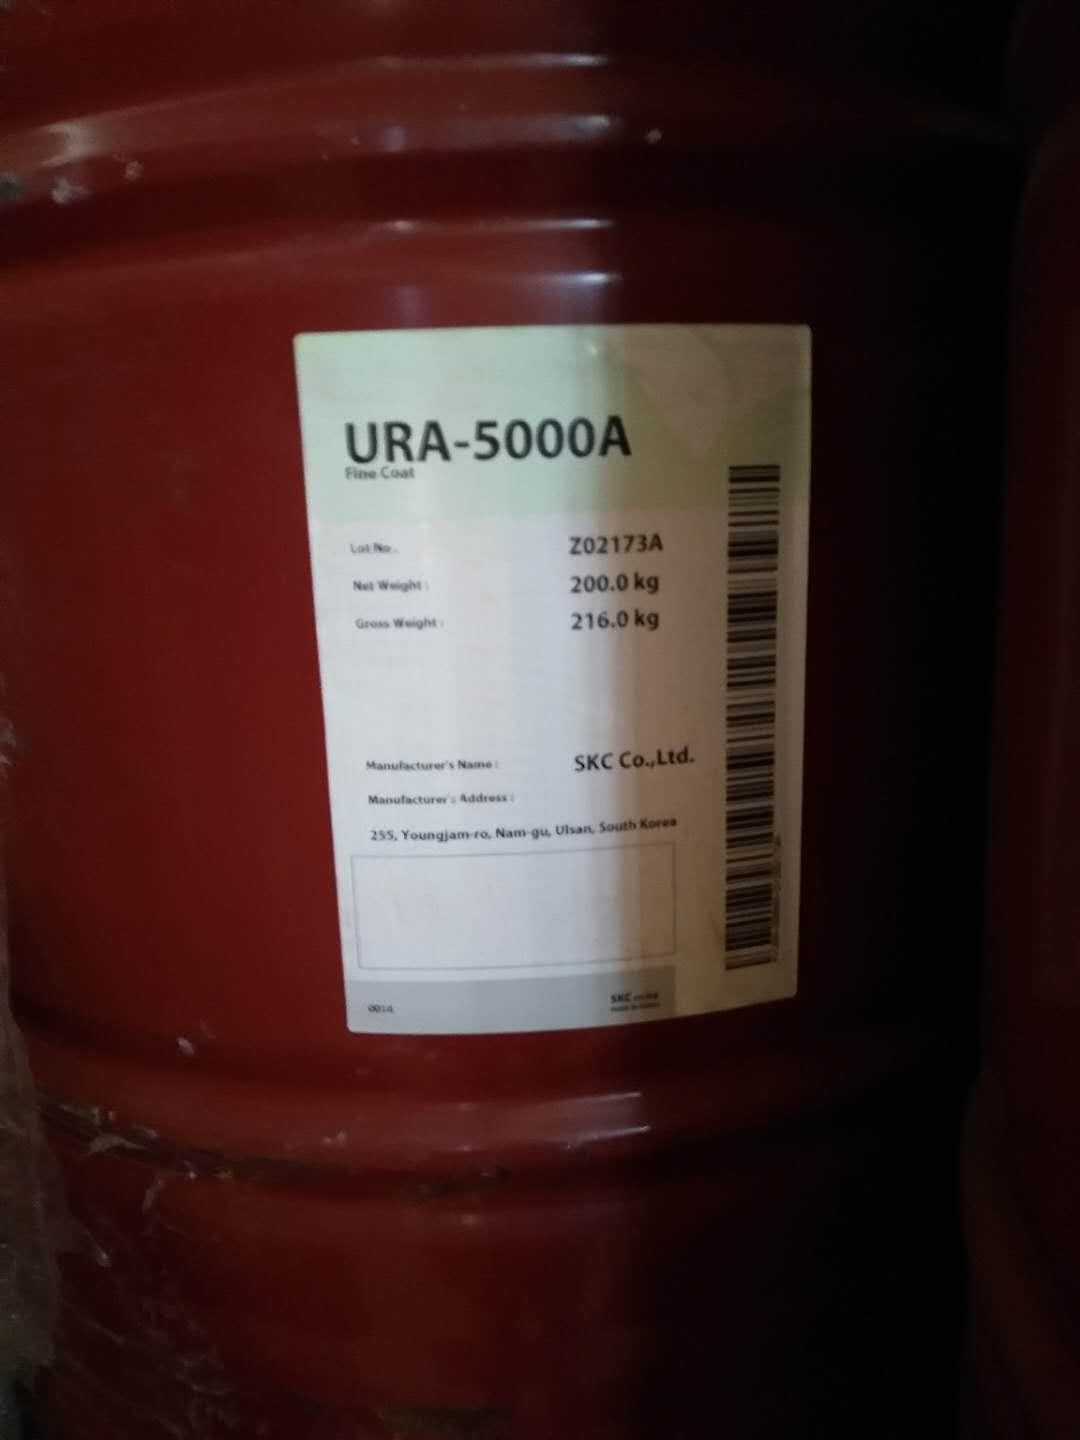 URA-5000A
Fine Coat
Lot No. Z02173A
Net Weight : 200.0 kg
Gross Weight : 216.0 kg
Manufacturer's Name : SKC Co.,Ltd.
Manufacturer's Address :
255, Youngjam-ro, Nam-gu, Ulsan, South Korea
SKC